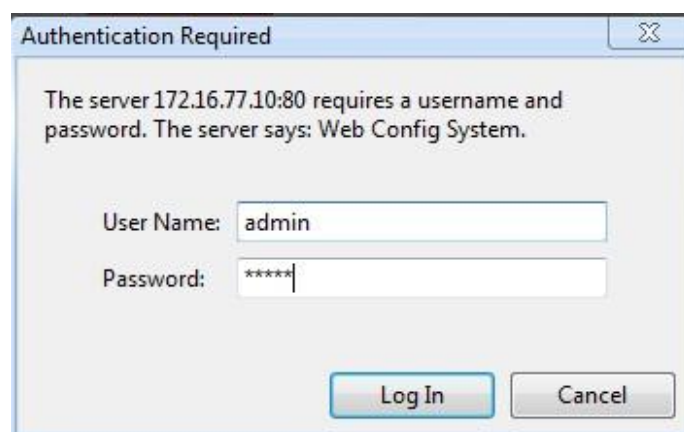 Authentication Required
The server 172.16.77.10:80 requires a username and
password. The server says: Web Config System.
User Name: admin
Password: *****
Log In Cancel